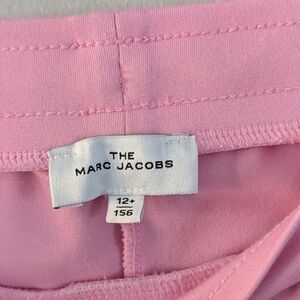 THE
MARC JACOBS
12+
156